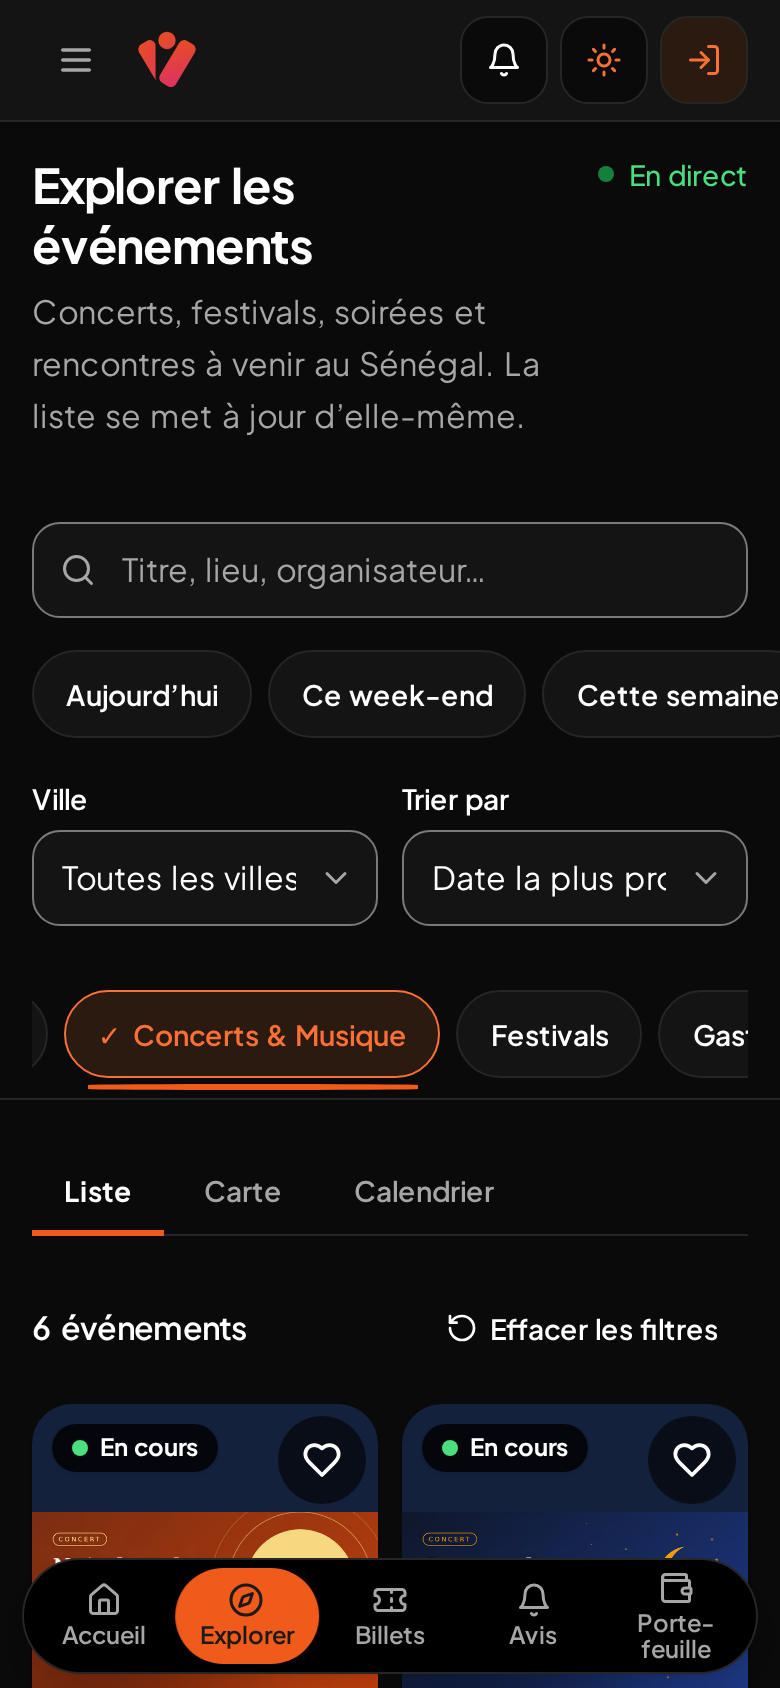 Explorer les
événements
En direct
Concerts, festivals, soirées et
rencontres à venir au Sénégal. La
liste se met à jour d’elle-même.
Titre, lieu, organisateur...
Aujourd’hui
Ce week-end
Cette semaine
Ville
Trier par
Toutes les villes
Date la plus pro
✓ Concerts & Musique
Festivals
Gast
Liste
Carte
Calendrier
6 événements
Effacer les filtres
En cours
En cours
CONCERT
CONCERT
Accueil
Explorer
Billets
Avis
Porte-
feuille